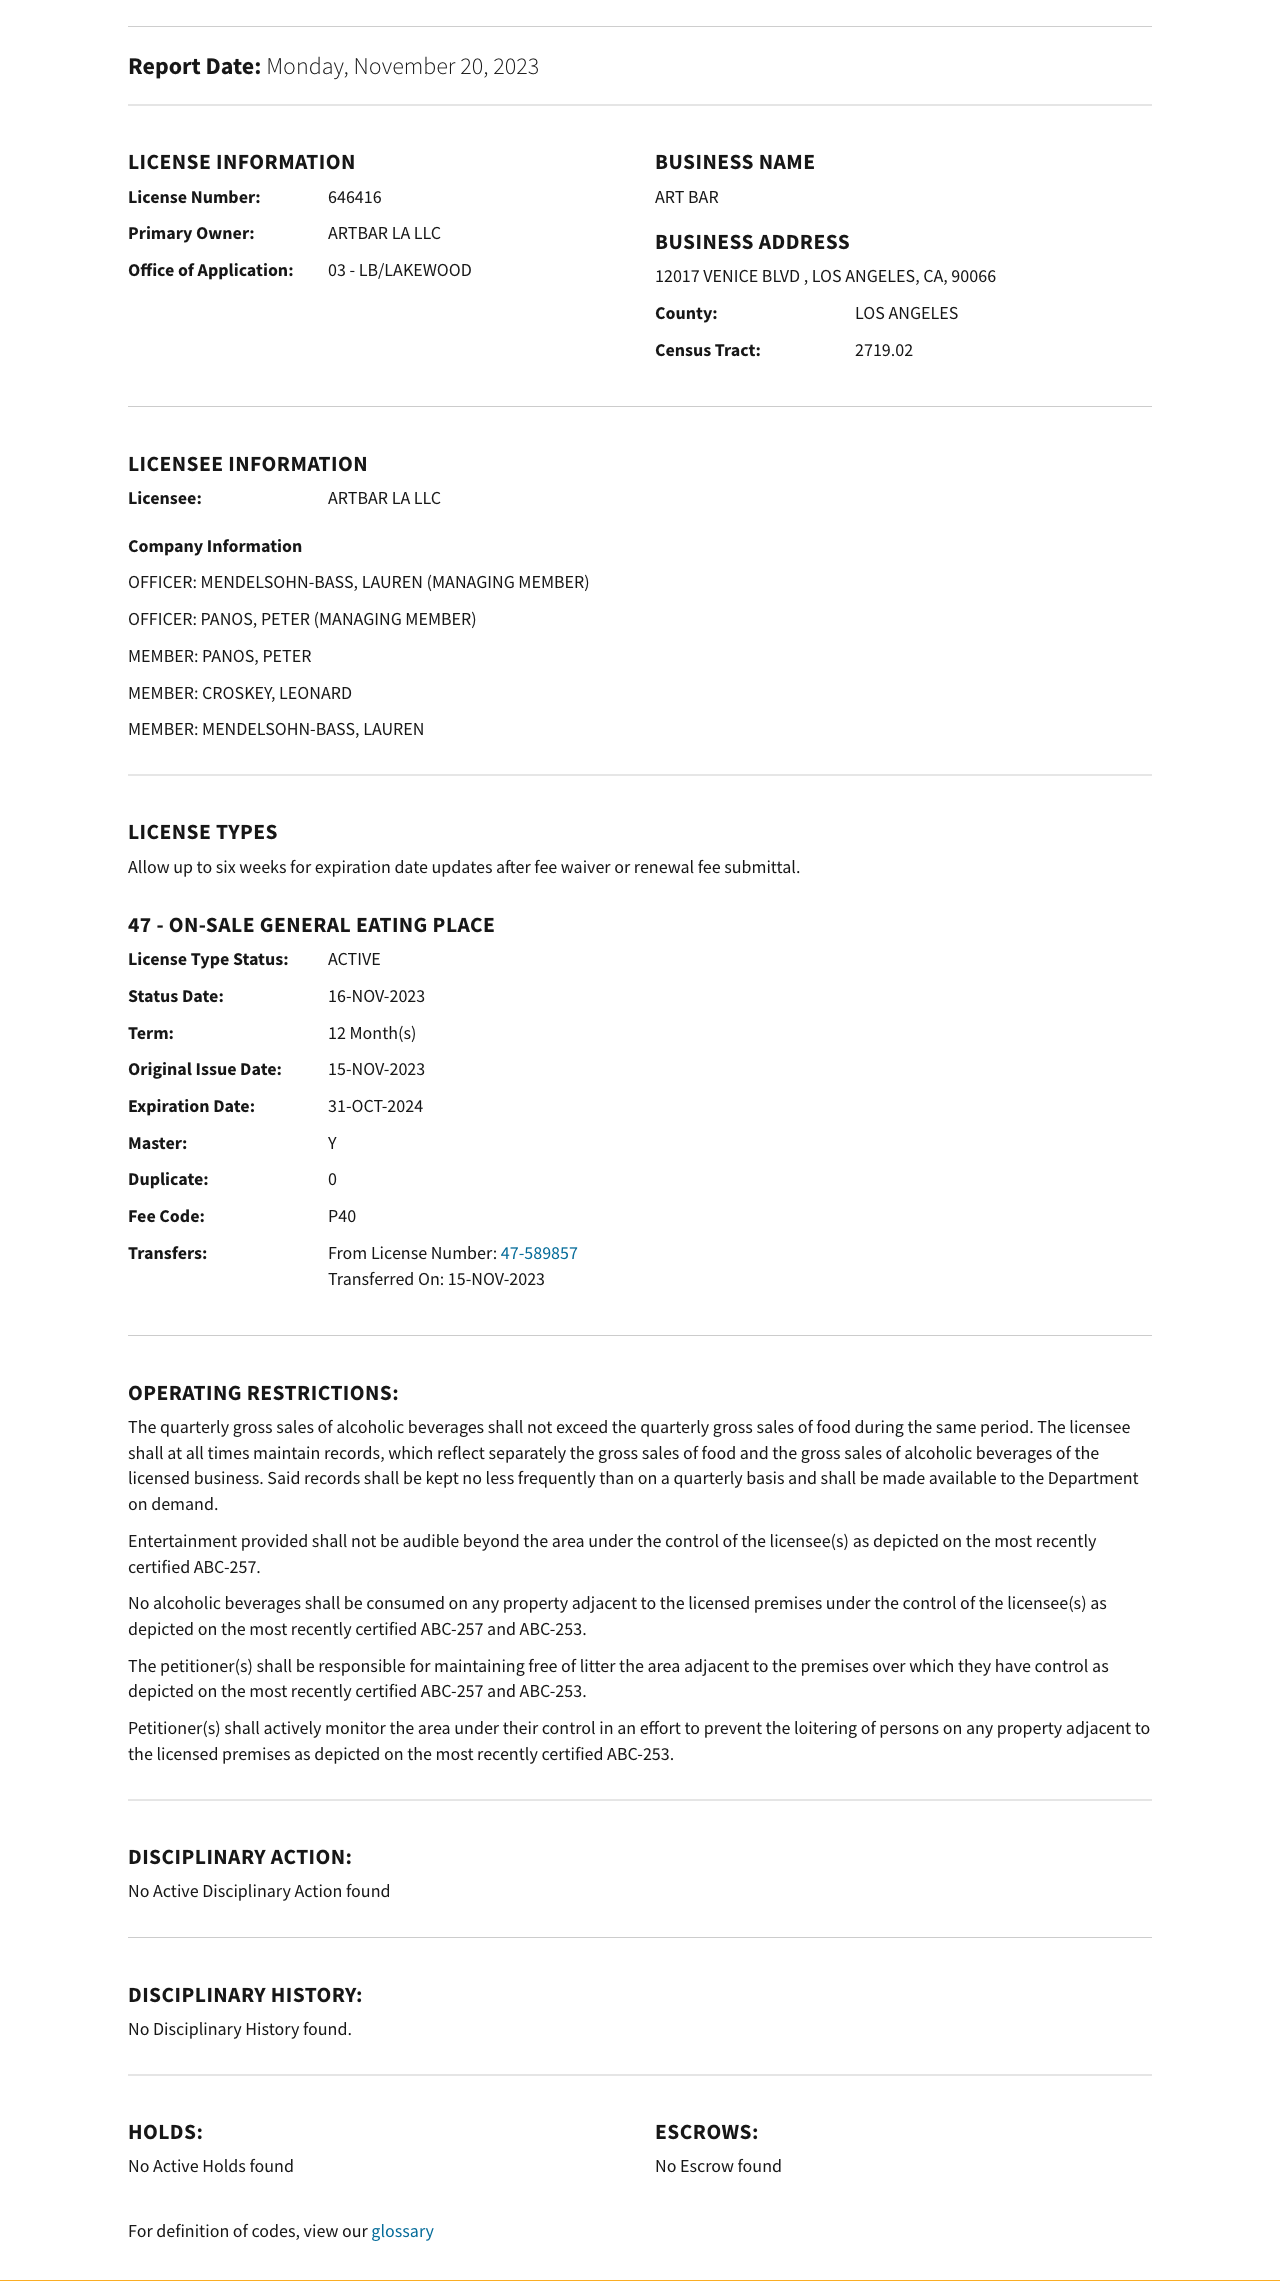 Report Date: Monday, November 20, 2023
LICENSE INFORMATION
License Number: 646416
Primary Owner: ARTBAR LA LLC
Office of Application: 03 - LB/LAKEWOOD
BUSINESS NAME
ART BAR
BUSINESS ADDRESS
12017 VENICE BLVD , LOS ANGELES, CA, 90066
County: LOS ANGELES
Census Tract: 2719.02
LICENSEE INFORMATION
Licensee: ARTBAR LA LLC
Company Information
OFFICER: MENDELSOHN-BASS, LAUREN (MANAGING MEMBER)
OFFICER: PANOS, PETER (MANAGING MEMBER)
MEMBER: PANOS, PETER
MEMBER: CROSKEY, LEONARD
MEMBER: MENDELSOHN-BASS, LAUREN
LICENSE TYPES
Allow up to six weeks for expiration date updates after fee waiver or renewal fee submittal.
47 - ON-SALE GENERAL EATING PLACE
License Type Status: ACTIVE
Status Date: 16-NOV-2023
Term: 12 Month(s)
Original Issue Date: 15-NOV-2023
Expiration Date: 31-OCT-2024
Master: Y
Duplicate: 0
Fee Code: P40
Transfers: From License Number: 47-589857
Transferred On: 15-NOV-2023
OPERATING RESTRICTIONS:
The quarterly gross sales of alcoholic beverages shall not exceed the quarterly gross sales of food during the same period. The licensee
shall at all times maintain records, which reflect separately the gross sales of food and the gross sales of alcoholic beverages of the
licensed business. Said records shall be kept no less frequently than on a quarterly basis and shall be made available to the Department
on demand.
Entertainment provided shall not be audible beyond the area under the control of the licensee(s) as depicted on the most recently
certified ABC-257.
No alcoholic beverages shall be consumed on any property adjacent to the licensed premises under the control of the licensee(s) as
depicted on the most recently certified ABC-257 and ABC-253.
The petitioner(s) shall be responsible for maintaining free of litter the area adjacent to the premises over which they have control as
depicted on the most recently certified ABC-257 and ABC-253.
Petitioner(s) shall actively monitor the area under their control in an effort to prevent the loitering of persons on any property adjacent to
the licensed premises as depicted on the most recently certified ABC-253.
DISCIPLINARY ACTION:
No Active Disciplinary Action found
DISCIPLINARY HISTORY:
No Disciplinary History found.
HOLDS:
No Active Holds found
ESCROWS:
No Escrow found
For definition of codes, view our glossary